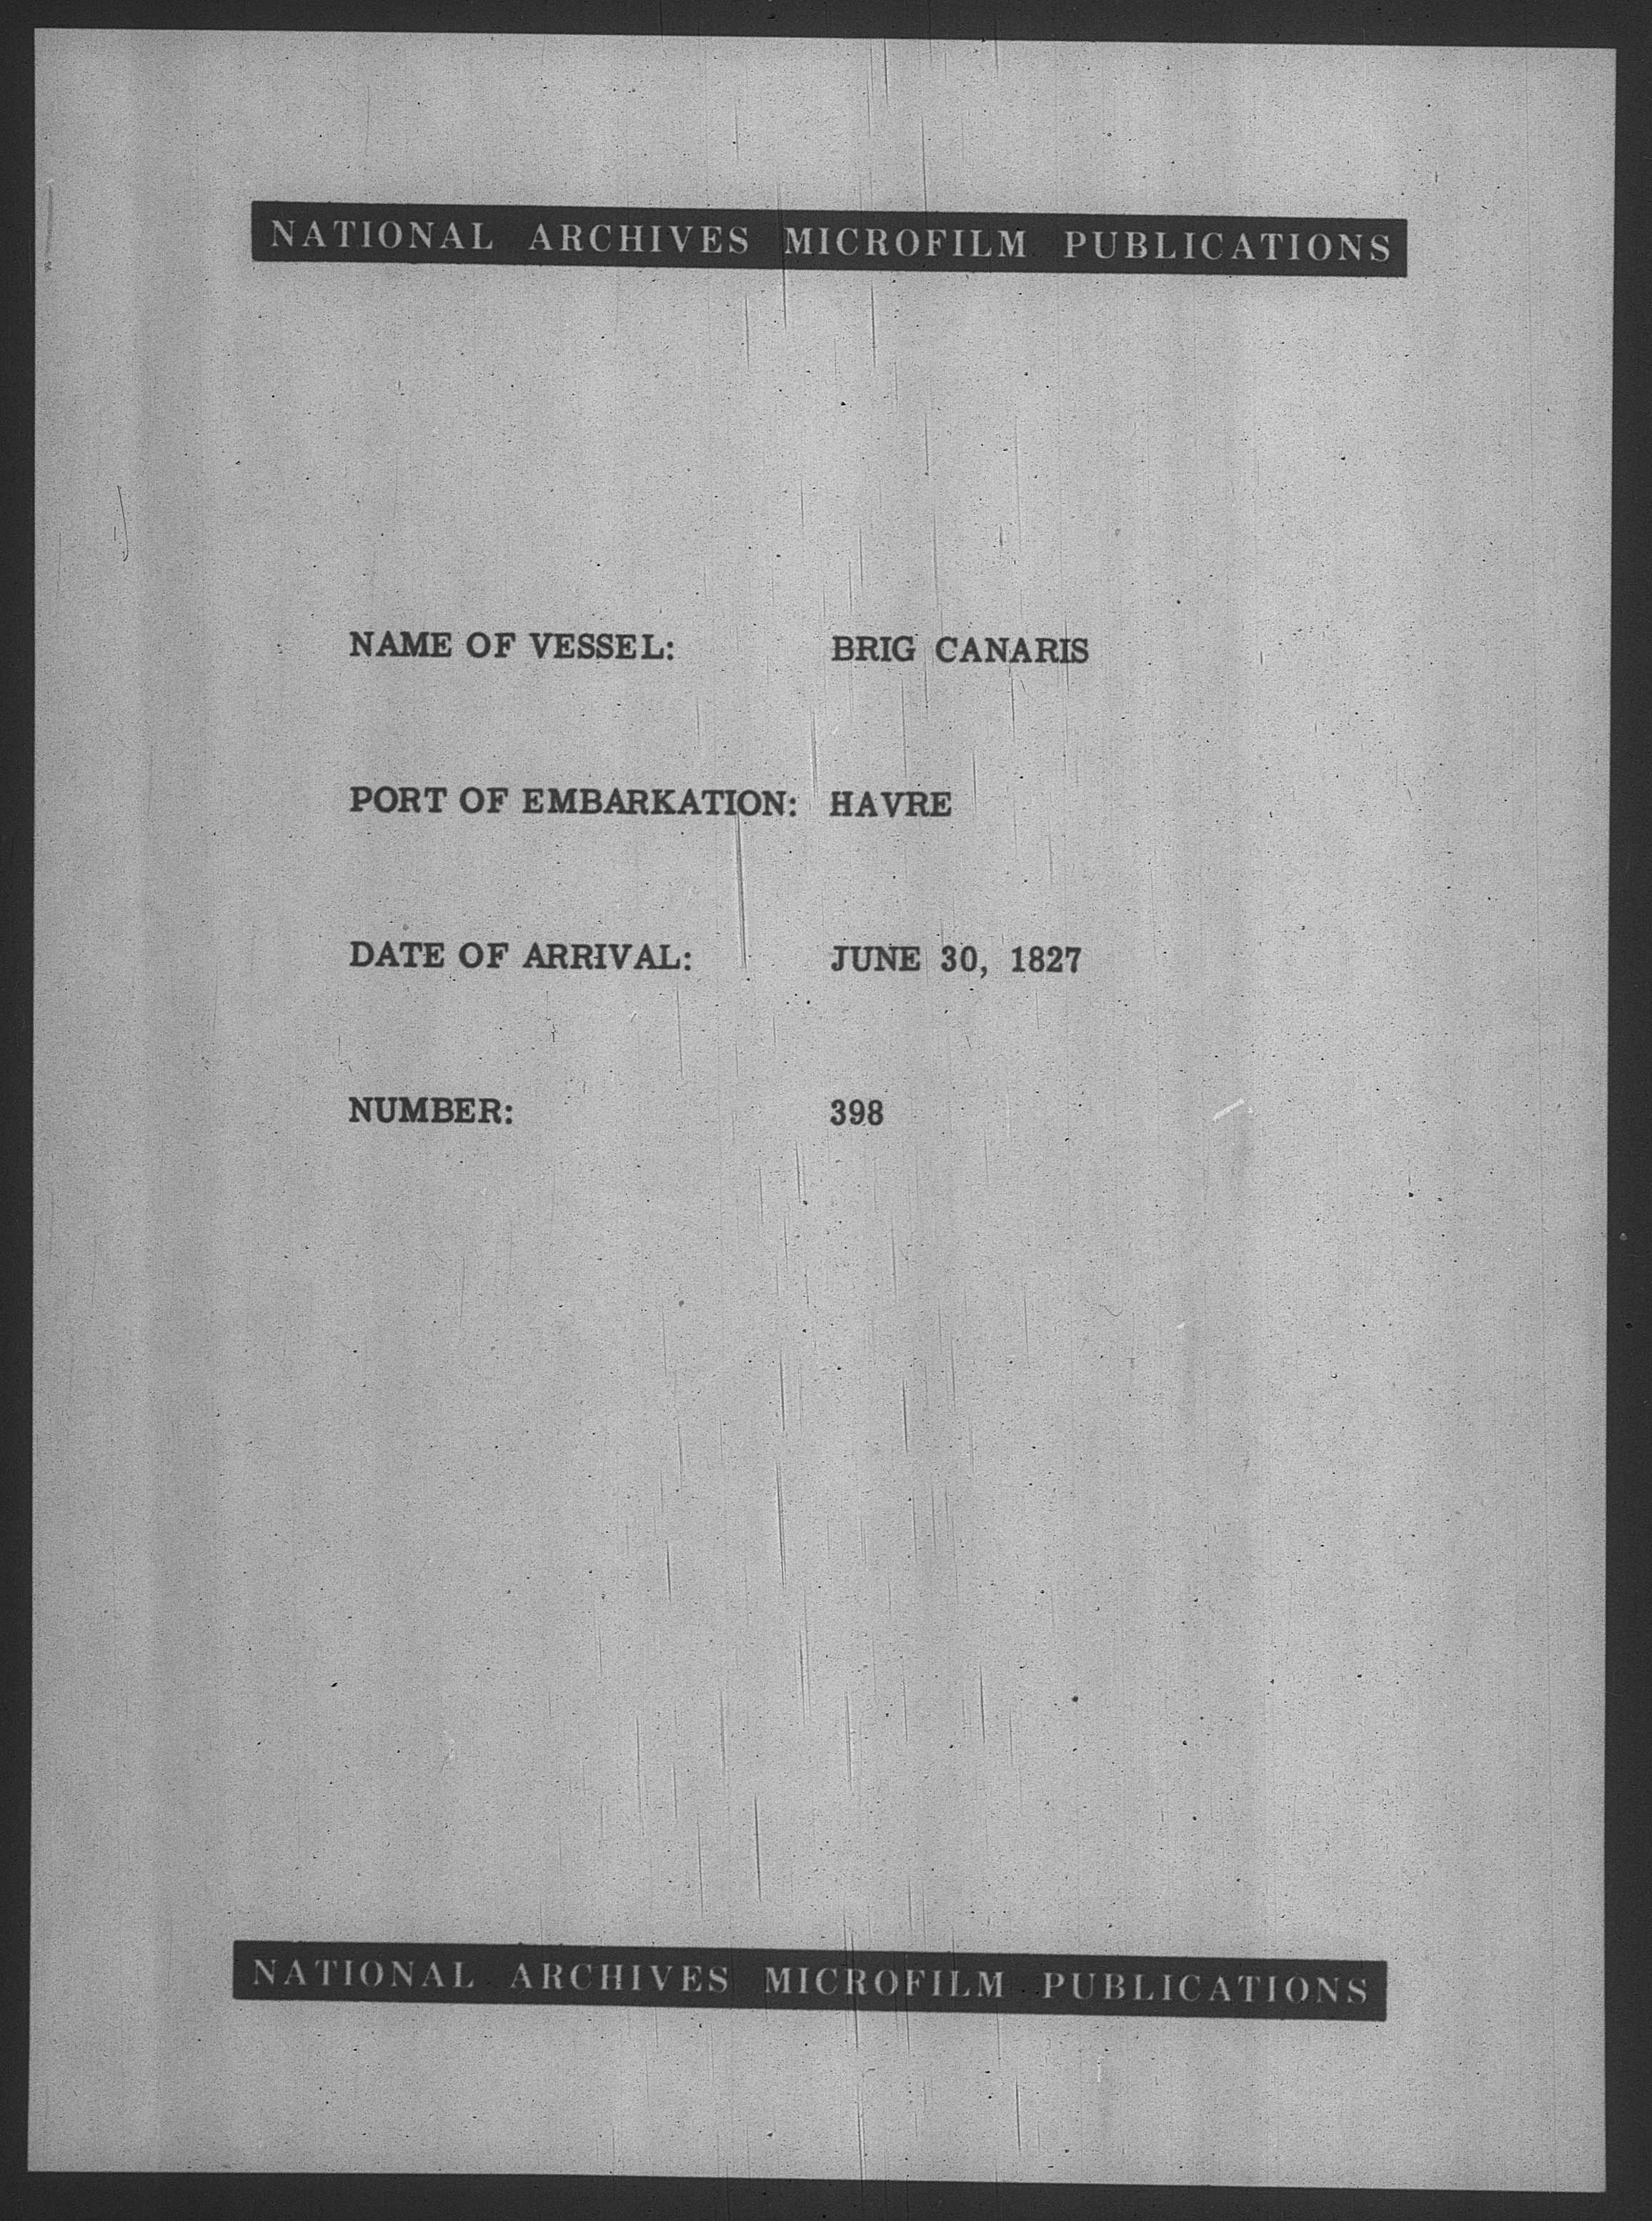 NATIONAL ARCHIVES MICROFILM PUBLICATIONS
NAME OF VESSEL: BRIG CANARIS
PORT OF EMBARKATION: HAVRE
DATE OF ARRIVAL: JUNE 30, 1827
NUMBER: 398
NATIONAL ARCHIVES MICROFILM PUBLICATIONS